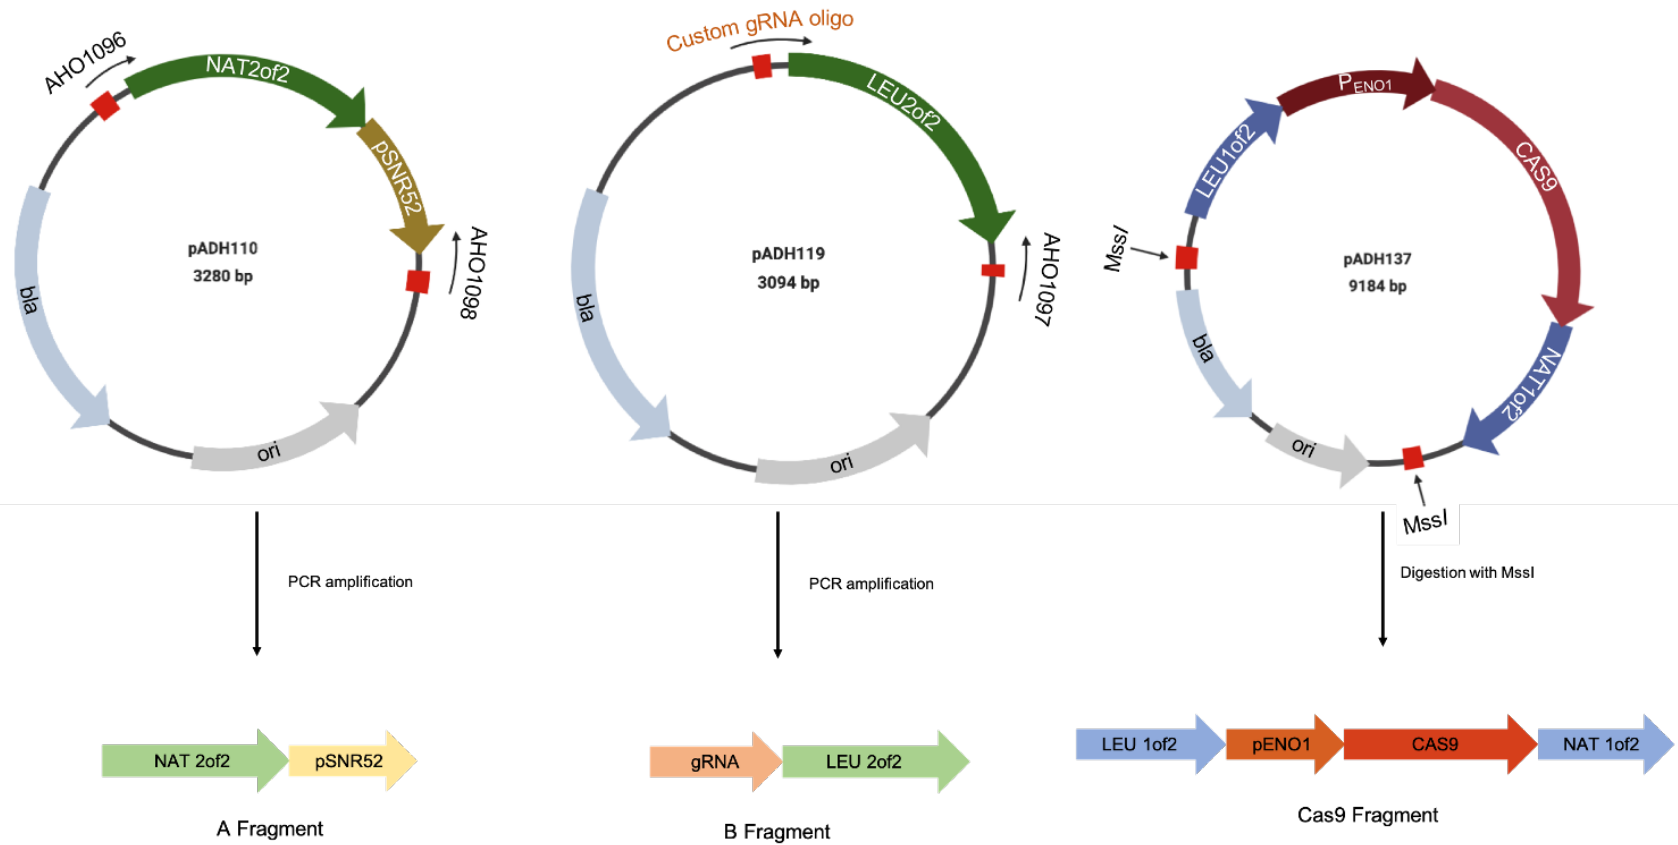 AHO1096
NAT2of2
pSNR52
AHO1098
pADH110
3280 bp
bla
ori
Custom gRNA oligo
LEU2of2
AHO1097
pADH119
3094 bp
bla
ori
PENO1
CAS9
LEU1of2
NAT1of2
MssI
pADH137
9184 bp
bla
ori
MssI
PCR amplification
PCR amplification
Digestion with MssI
NAT 2of2
pSNR52
A Fragment
gRNA
LEU 2of2
B Fragment
LEU 1of2
pENO1
CAS9
NAT 1of2
Cas9 Fragment